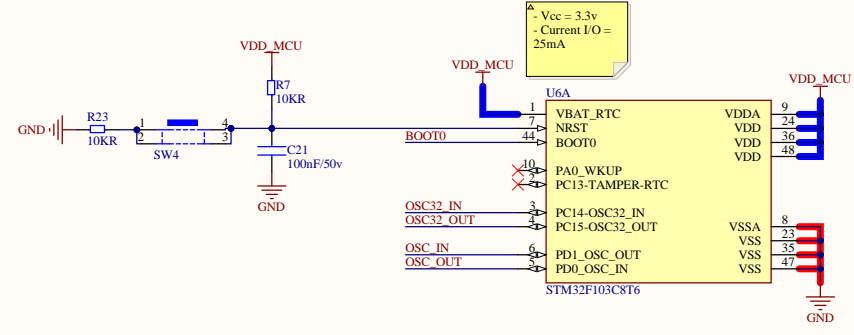 - Vcc = 3.3v
- Current I/O =
25mA
VDD_MCU
R7
10KR
GND
R23
10KR
1
2
4
3
SW4
C21
100nF/50v
GND
BOOT0
OSC32_IN
OSC32_OUT
OSC_IN
OSC_OUT
VDD_MCU
U6A
1 VBAT_RTC
7 NRST
44 BOOT0
10 PA0_WKUP
2 PC13-TAMPER-RTC
3 PC14-OSC32_IN
4 PC15-OSC32_OUT
6 PD1_OSC_OUT
5 PD0_OSC_IN
STM32F103C8T6
VDD_MCU
VDDA 9
VDD 24
VDD 36
VDD 48
VSSA 8
VSS 23
VSS 35
VSS 47
GND